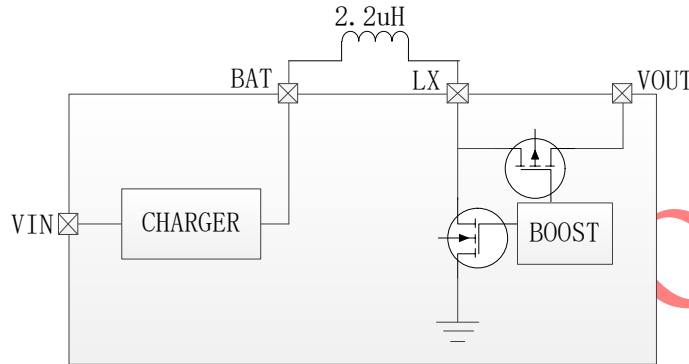 2.2uH
BAT
LX
VOUT
VIN
CHARGER
BOOST